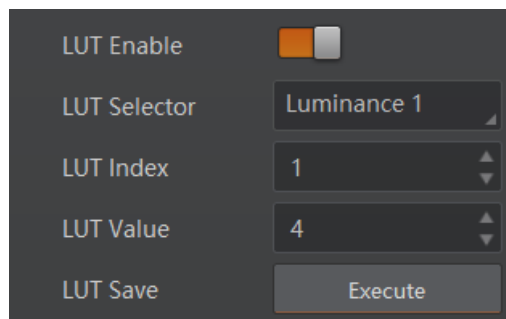 LUT Enable
LUT Selector Luminance 1
LUT Index 1
LUT Value 4
LUT Save Execute